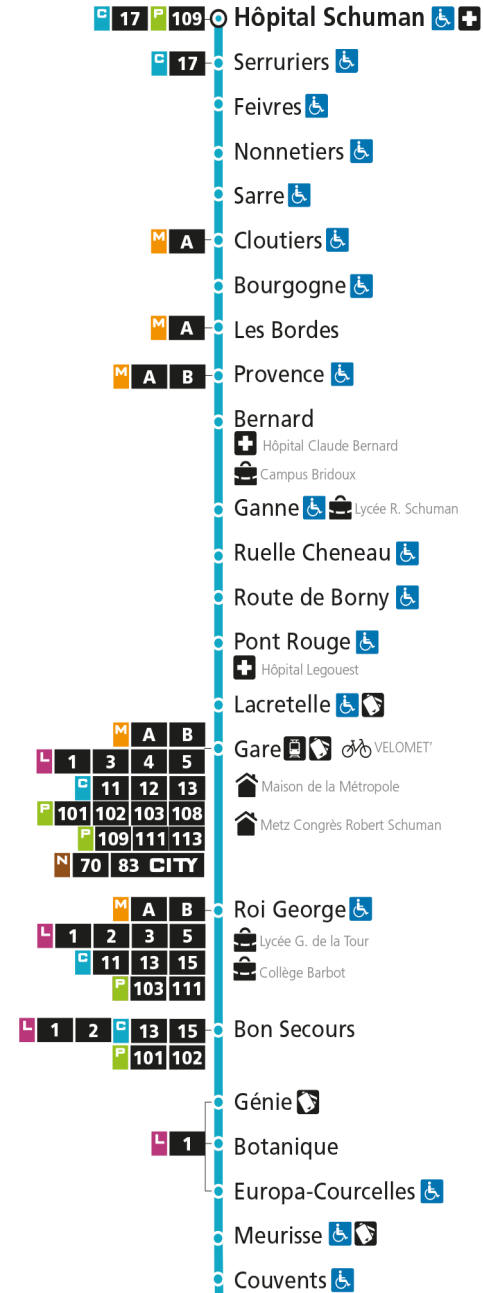 C 17 P 109 Hôpital Schuman
C 17 Serruriers
Feivres
Nonnetiers
Sarre
M A Cloutiers
Bourgogne
M A Les Bordes
M A B Provence
Bernard
Hôpital Claude Bernard
Campus Bridoux
Ganne Lycée R. Schuman
Ruelle Cheneau
Route de Borny
Pont Rouge
Hôpital Legouest
Lacretelle
M A B
Gare VELOMET'
L 1 3 4 5
C 11 12 13
Maison de la Métropole
P 101 102 103 108
Metz Congrès Robert Schuman
P 109 111 113
N 70 83 CITY
M A B Roi George
L 1 2 3 5
Lycée G. de la Tour
C 11 13 15
Collège Barbot
P 103 111
L 1 2 C 13 15 Bon Secours
P 101 102
Génie
L 1 Botanique
Europa-Courcelles
Meurisse
Couvents